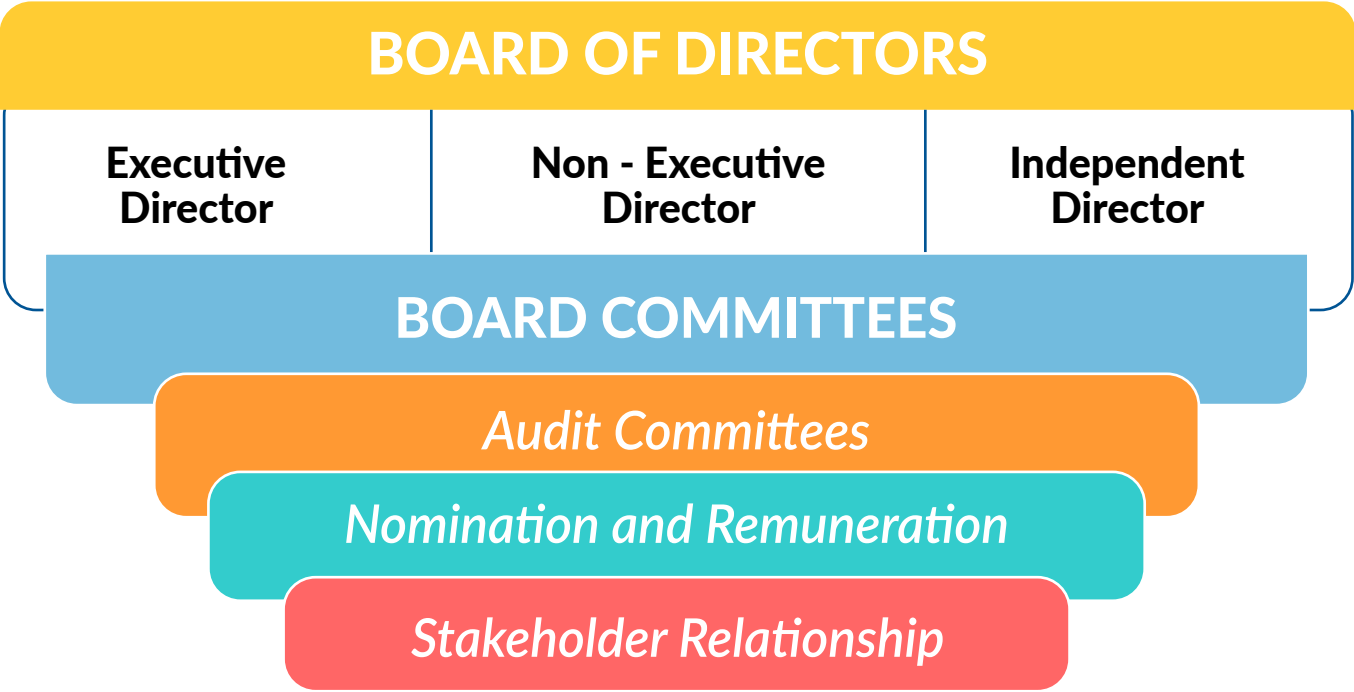 BOARD OF DIRECTORS
Executive
Director
Non - Executive
Director
Independent
Director
BOARD COMMITTEES
Audit Committees
Nomination and Remuneration
Stakeholder Relationship